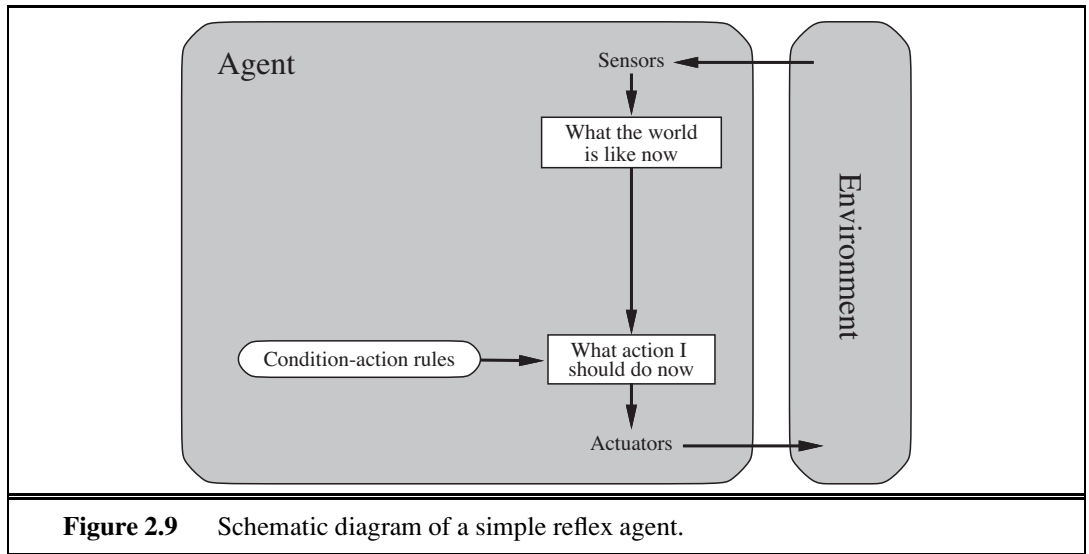 Agent
Sensors
What the world
is like now
Environment
Condition-action rules
What action I
should do now
Actuators
Figure 2.9 Schematic diagram of a simple reflex agent.